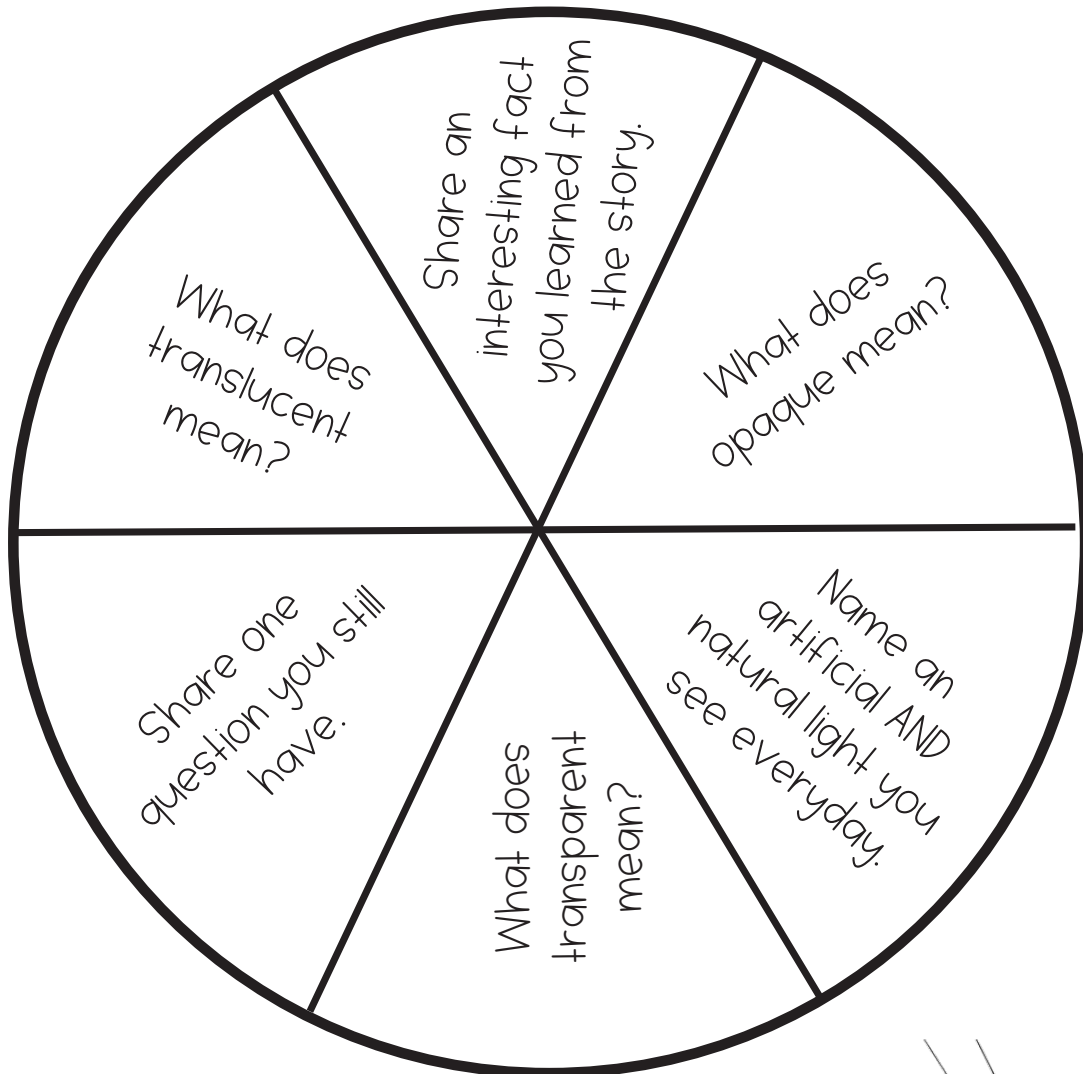 Share an
interesting fact
you learned from
the story.
What does
opaque mean?
Name an
artificial AND
natural light you
see everyday.
What does
transparent
mean?
Share one
question you still
have.
What does
translucent
mean?